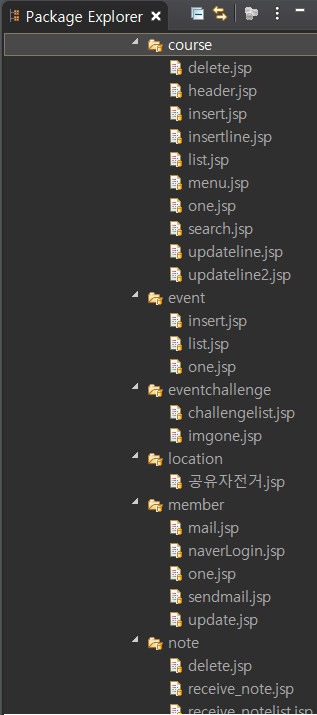 Package Explorer
course
delete.jsp
header.jsp
insert.jsp
insertline.jsp
list.jsp
menu.jsp
one.jsp
search.jsp
updateline.jsp
updateline2.jsp
event
insert.jsp
list.jsp
one.jsp
eventchallenge
challengelist.jsp
imgone.jsp
location
공유자전거.jsp
member
mail.jsp
naverLogin.jsp
one.jsp
sendmail.jsp
update.jsp
note
delete.jsp
receive_note.jsp
receive_notelist.jsp